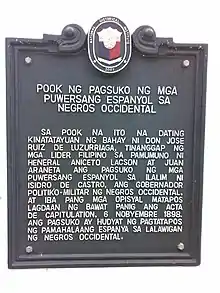 POOK NG PAGSUKO NG MGA
PUWERSANG ESPANYOL SA
NEGROS OCCIDENTAL
SA POOK NA ITO NA DATING
KINATATAYUAN NG BAHAY NI DON JOSE
RUIZ DE LUZURIAGA, TINANGGAP NG
MGA LIDER FILIPINO SA PAMUMUNO NI
HENERAL ANICETO LACSON AT JUAN
ARANETA ANG PAGSUKO NG MGA
PUWERSANG ESPANYOL SA ILALIM NI
ISIDRO DE CASTRO, ANG GOBERNADOR
POLITIKO-MILITAR NG NEGROS OCCIDENTAL,
AT IBA PANG MGA OPISYAL MATAPOS
LAGDAAN NG BAWAT PANIG ANG ACTA
DE CAPITULATION, 6 NOBYEMBRE 1898.
ANG PAGSUKO AY HUDYAT NG PAGTATAPOS
NG PAMAHALAANG ESPANYA SA LALAWIGAN
NG NEGROS OCCIDENTAL.